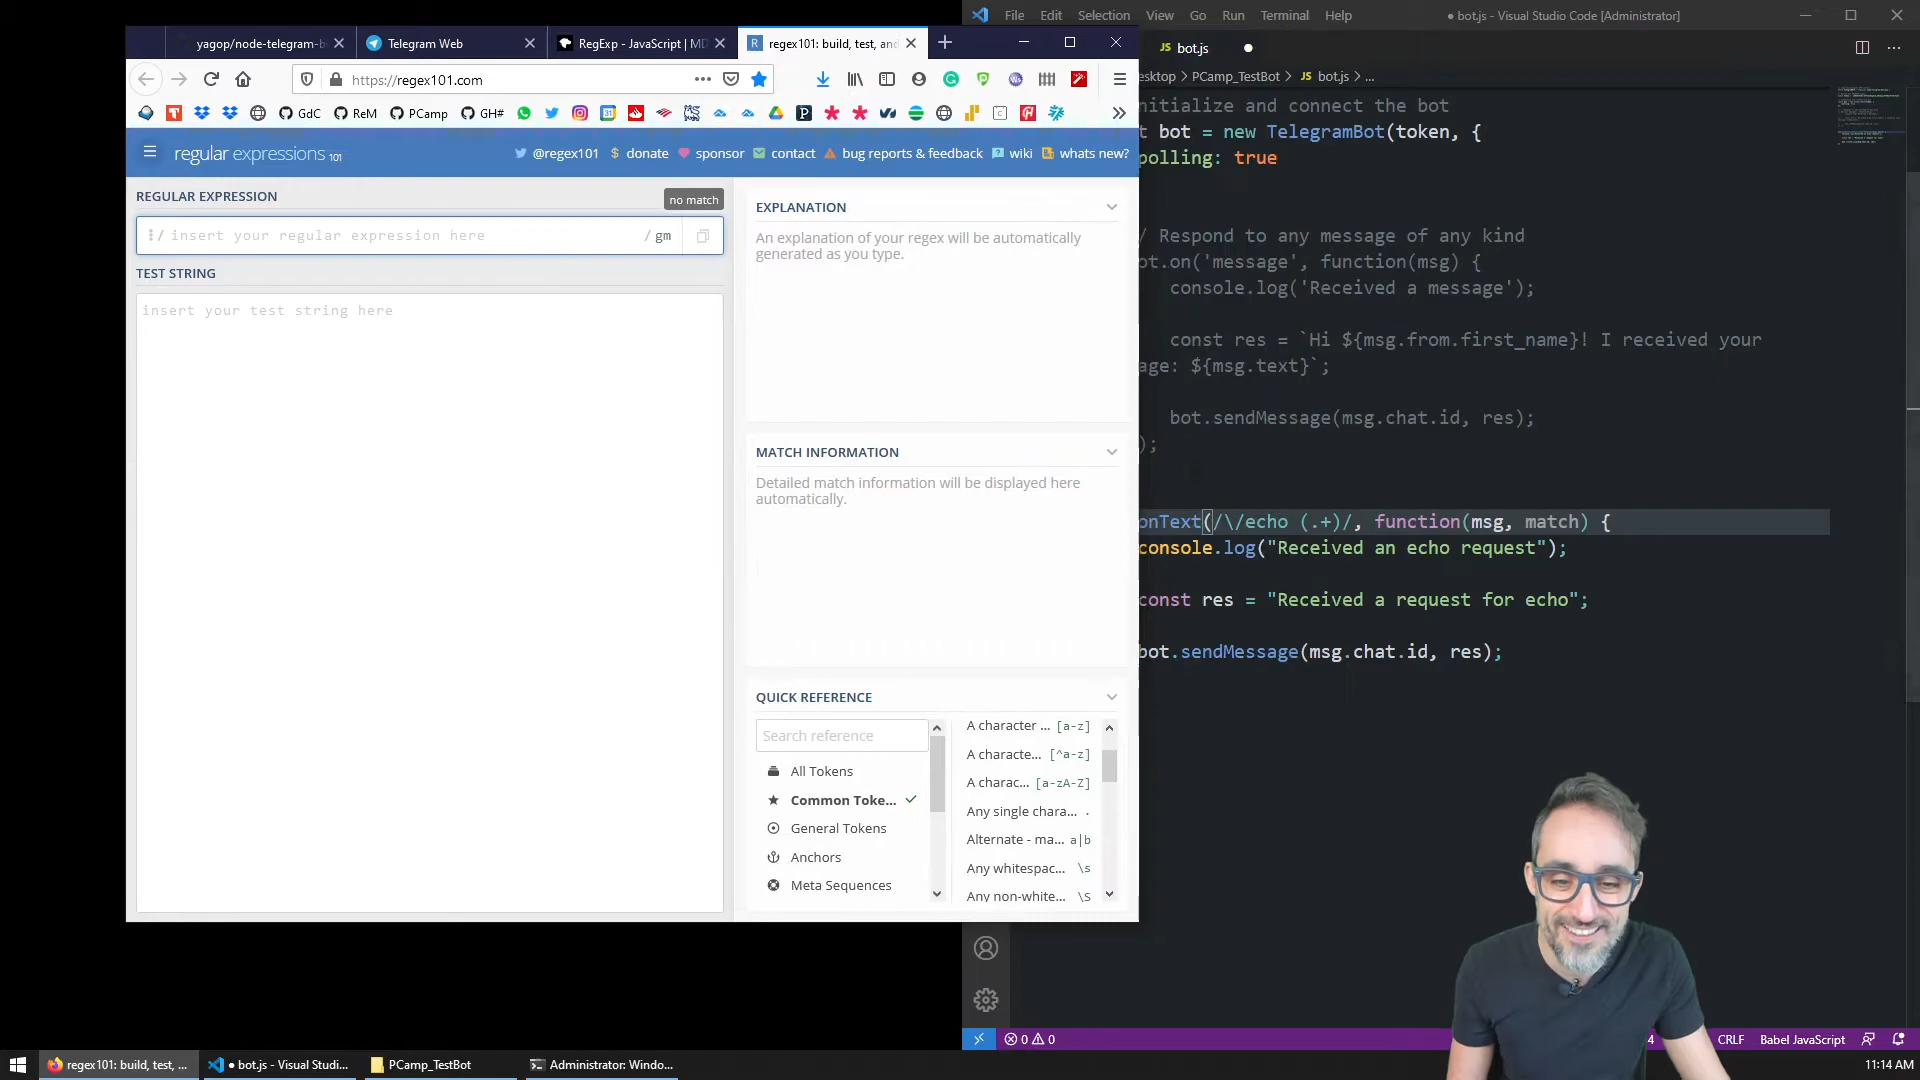 File Edit Selection View Go Run Terminal Help
● bot.js - Visual Studio Code [Administrator]
yagop/node-telegram-b
Telegram Web
RegExp - JavaScript | MD
regex101: build, test, and
https://regex101.com
GdC
ReM
PCamp
GH#
regular expressions 101
@regex101
donate
sponsor
contact
bug reports & feedback
wiki
whats new?
REGULAR EXPRESSION
no match
/ insert your regular expression here / gm
TEST STRING
insert your test string here
EXPLANATION
An explanation of your regex will be automatically
generated as you type.
MATCH INFORMATION
Detailed match information will be displayed here
automatically.
QUICK REFERENCE
Search reference
All Tokens
Common Toke...
General Tokens
Anchors
Meta Sequences
A character ... [a-z]
A characte... [^a-z]
A charac... [a-zA-Z]
Any single chara... .
Alternate - ma... a|b
Any whitespac... \s
Any non-white... \S
JS bot.js ●
esktop > PCamp_TestBot > JS bot.js > ...
nitialize and connect the bot
t bot = new TelegramBot(token, {
polling: true
/ Respond to any message of any kind
ot.on('message', function(msg) {
console.log('Received a message');
const res = `Hi ${msg.from.first_name}! I received your
age: ${msg.text}`;
bot.sendMessage(msg.chat.id, res);
);
onText(/\/echo (.+)/, function(msg, match) {
console.log("Received an echo request");
const res = "Received a request for echo";
bot.sendMessage(msg.chat.id, res);
0 0
4
CRLF
Babel JavaScript
regex101: build, test, ...
● bot.js - Visual Studi...
PCamp_TestBot
Administrator: Windo...
11:14 AM